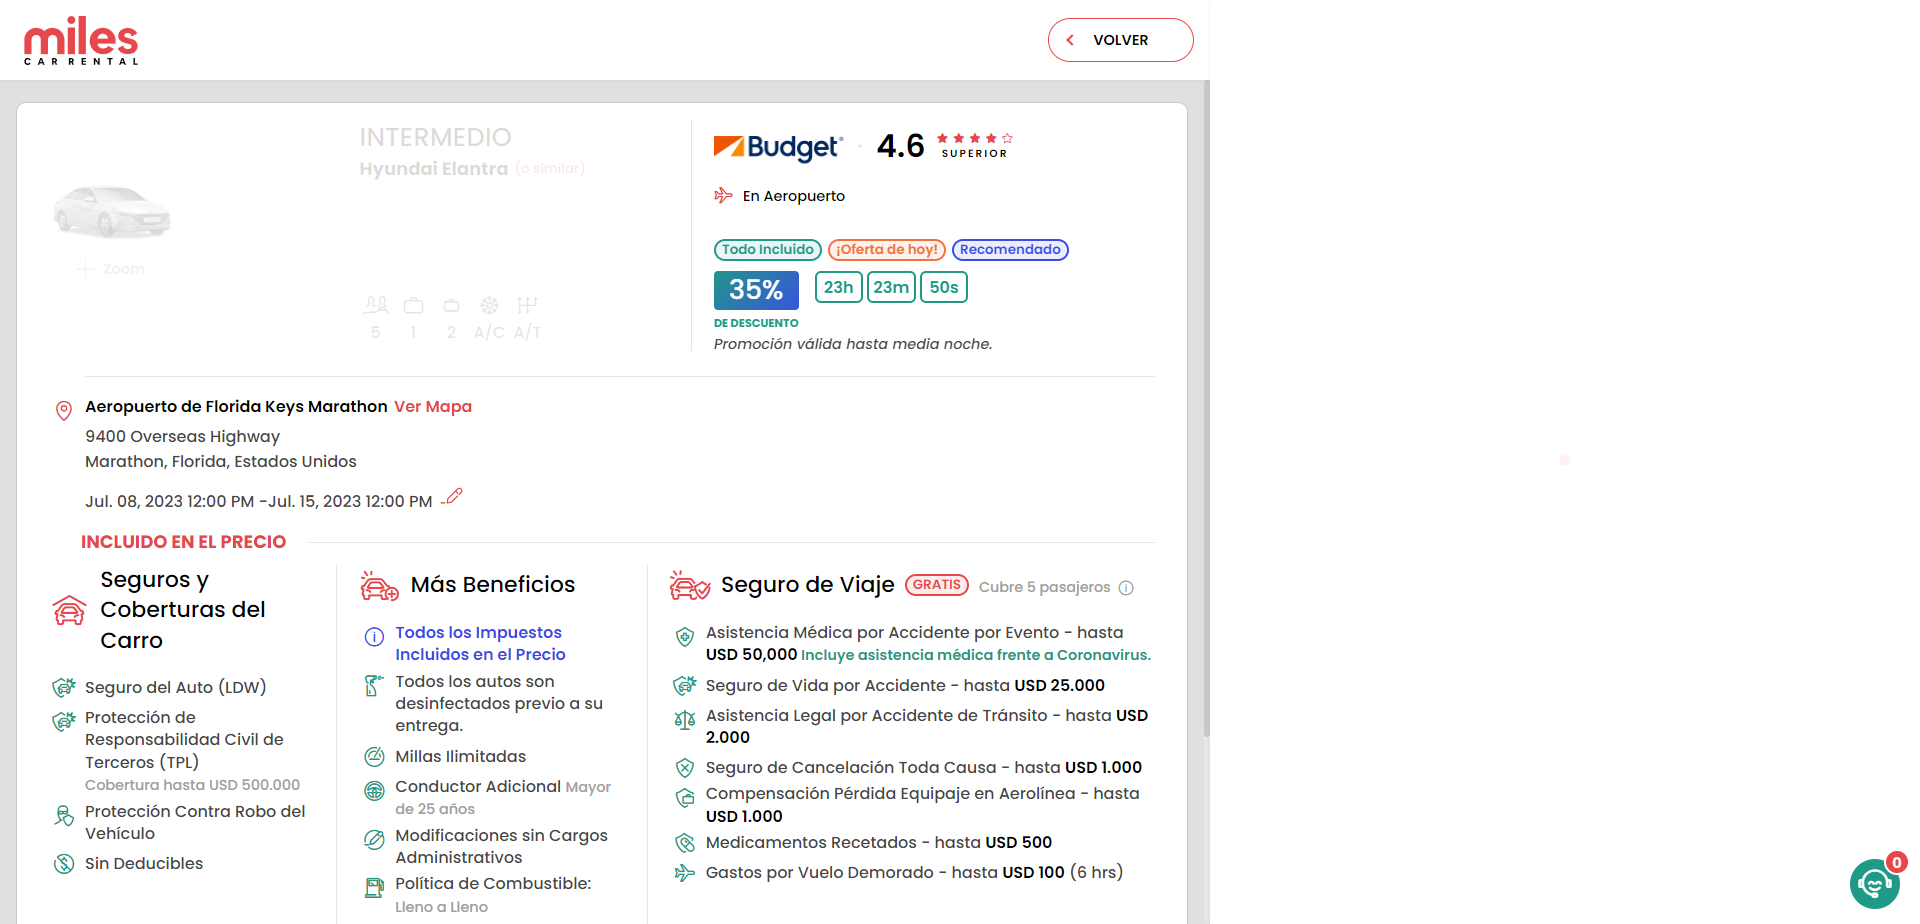 miles
CAR RENTAL
VOLVER
INTERMEDIO
Hyundai Elantra (o similar)
Zoom
5 1 2 A/C A/T
Budget
4.6
SUPERIOR
En Aeropuerto
Todo Incluido
¡Oferta de hoy!
Recomendado
35%
23h 23m 50s
DE DESCUENTO
Promoción válida hasta media noche.
Aeropuerto de Florida Keys Marathon Ver Mapa
9400 Overseas Highway
Marathon, Florida, Estados Unidos
Jul. 08, 2023 12:00 PM -Jul. 15, 2023 12:00 PM
INCLUIDO EN EL PRECIO
Seguros y
Coberturas del
Carro
Seguro del Auto (LDW)
Protección de
Responsabilidad Civil de
Terceros (TPL)
Cobertura hasta USD 500.000
Protección Contra Robo del
Vehículo
Sin Deducibles
Más Beneficios
Todos los Impuestos
Incluidos en el Precio
Todos los autos son
desinfectados previo a su
entrega.
Millas Ilimitadas
Conductor Adicional Mayor
de 25 años
Modificaciones sin Cargos
Administrativos
Política de Combustible:
Lleno a Lleno
Seguro de Viaje GRATIS Cubre 5 pasajeros
Asistencia Médica por Accidente por Evento - hasta
USD 50,000 Incluye asistencia médica frente a Coronavirus.
Seguro de Vida por Accidente - hasta USD 25.000
Asistencia Legal por Accidente de Tránsito - hasta USD
2.000
Seguro de Cancelación Toda Causa - hasta USD 1.000
Compensación Pérdida Equipaje en Aerolínea - hasta
USD 1.000
Medicamentos Recetados - hasta USD 500
Gastos por Vuelo Demorado - hasta USD 100 (6 hrs)
0